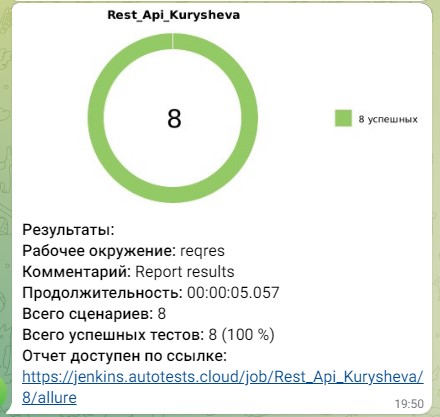 Rest_Api_Kurysheva
8
8 успешных
Результаты:
Рабочее окружение: reqres
Комментарий: Report results
Продолжительность: 00:00:05.057
Всего сценариев: 8
Всего успешных тестов: 8 (100 %)
Отчет доступен по ссылке:
https://jenkins.autotests.cloud/job/Rest_Api_Kurysheva/
8/allure
19:50